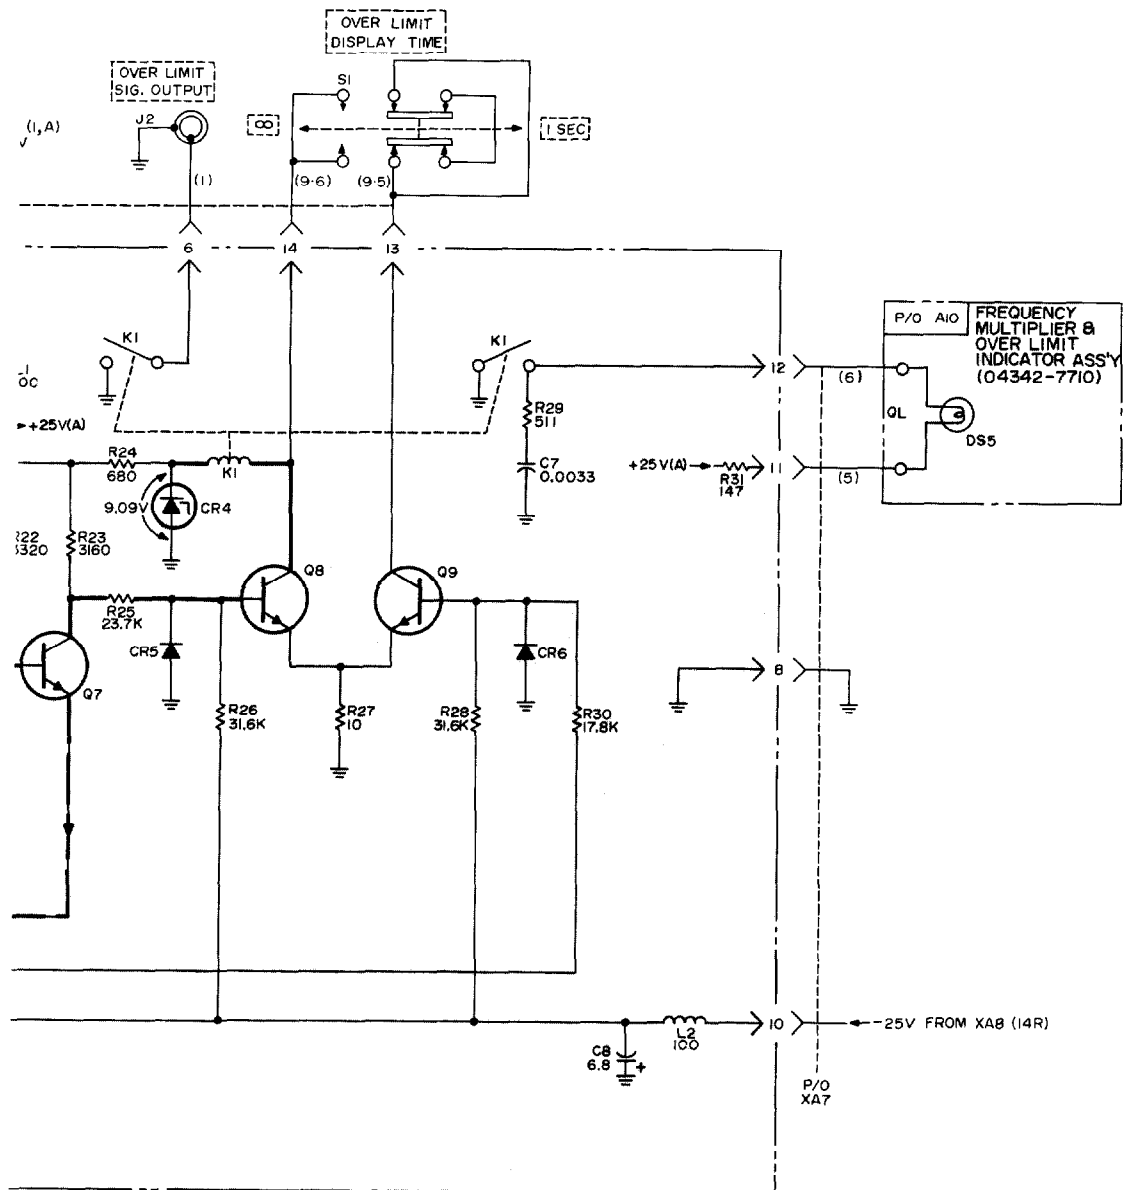 OVER LIMIT
DISPLAY TIME
OVER LIMIT
SIG. OUTPUT
S1
J2
(1,A)
∞
1 SEC
(1)
(9·6)
(9·5)
6
14
13
P/O A10
FREQUENCY
MULTIPLIER &
OVER LIMIT
INDICATOR ASS'Y
(04342-7710)
K1
K1
12
(6)
+25V(A)
R29
511
QL
DS5
R24
680
K1
C7
0.0033
+25V(A)
R31
147
11
(5)
9.09V
CR4
R23
3160
Q8
Q9
R25
23.7K
CR5
CR6
8
Q7
R26
31.6K
R27
10
R28
31.6K
R30
17.8K
10
-25V FROM XA8 (14R)
L2
100
C8
6.8
+
P/O
XA7